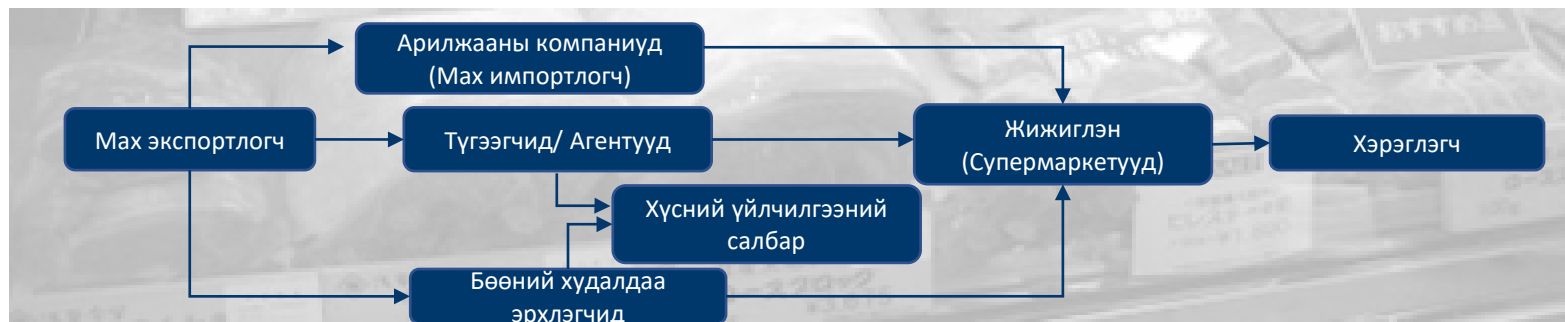 Арилжааны компаниуд
(Мах импортлогч)
Мах экспортлогч
Түгээгчид/ Агентууд
Жижиглэн
(Супермаркетууд)
Хэрэглэгч
Хүсний үйлчилгээний
салбар
Бөөний худалдаа
эрхлэгчид